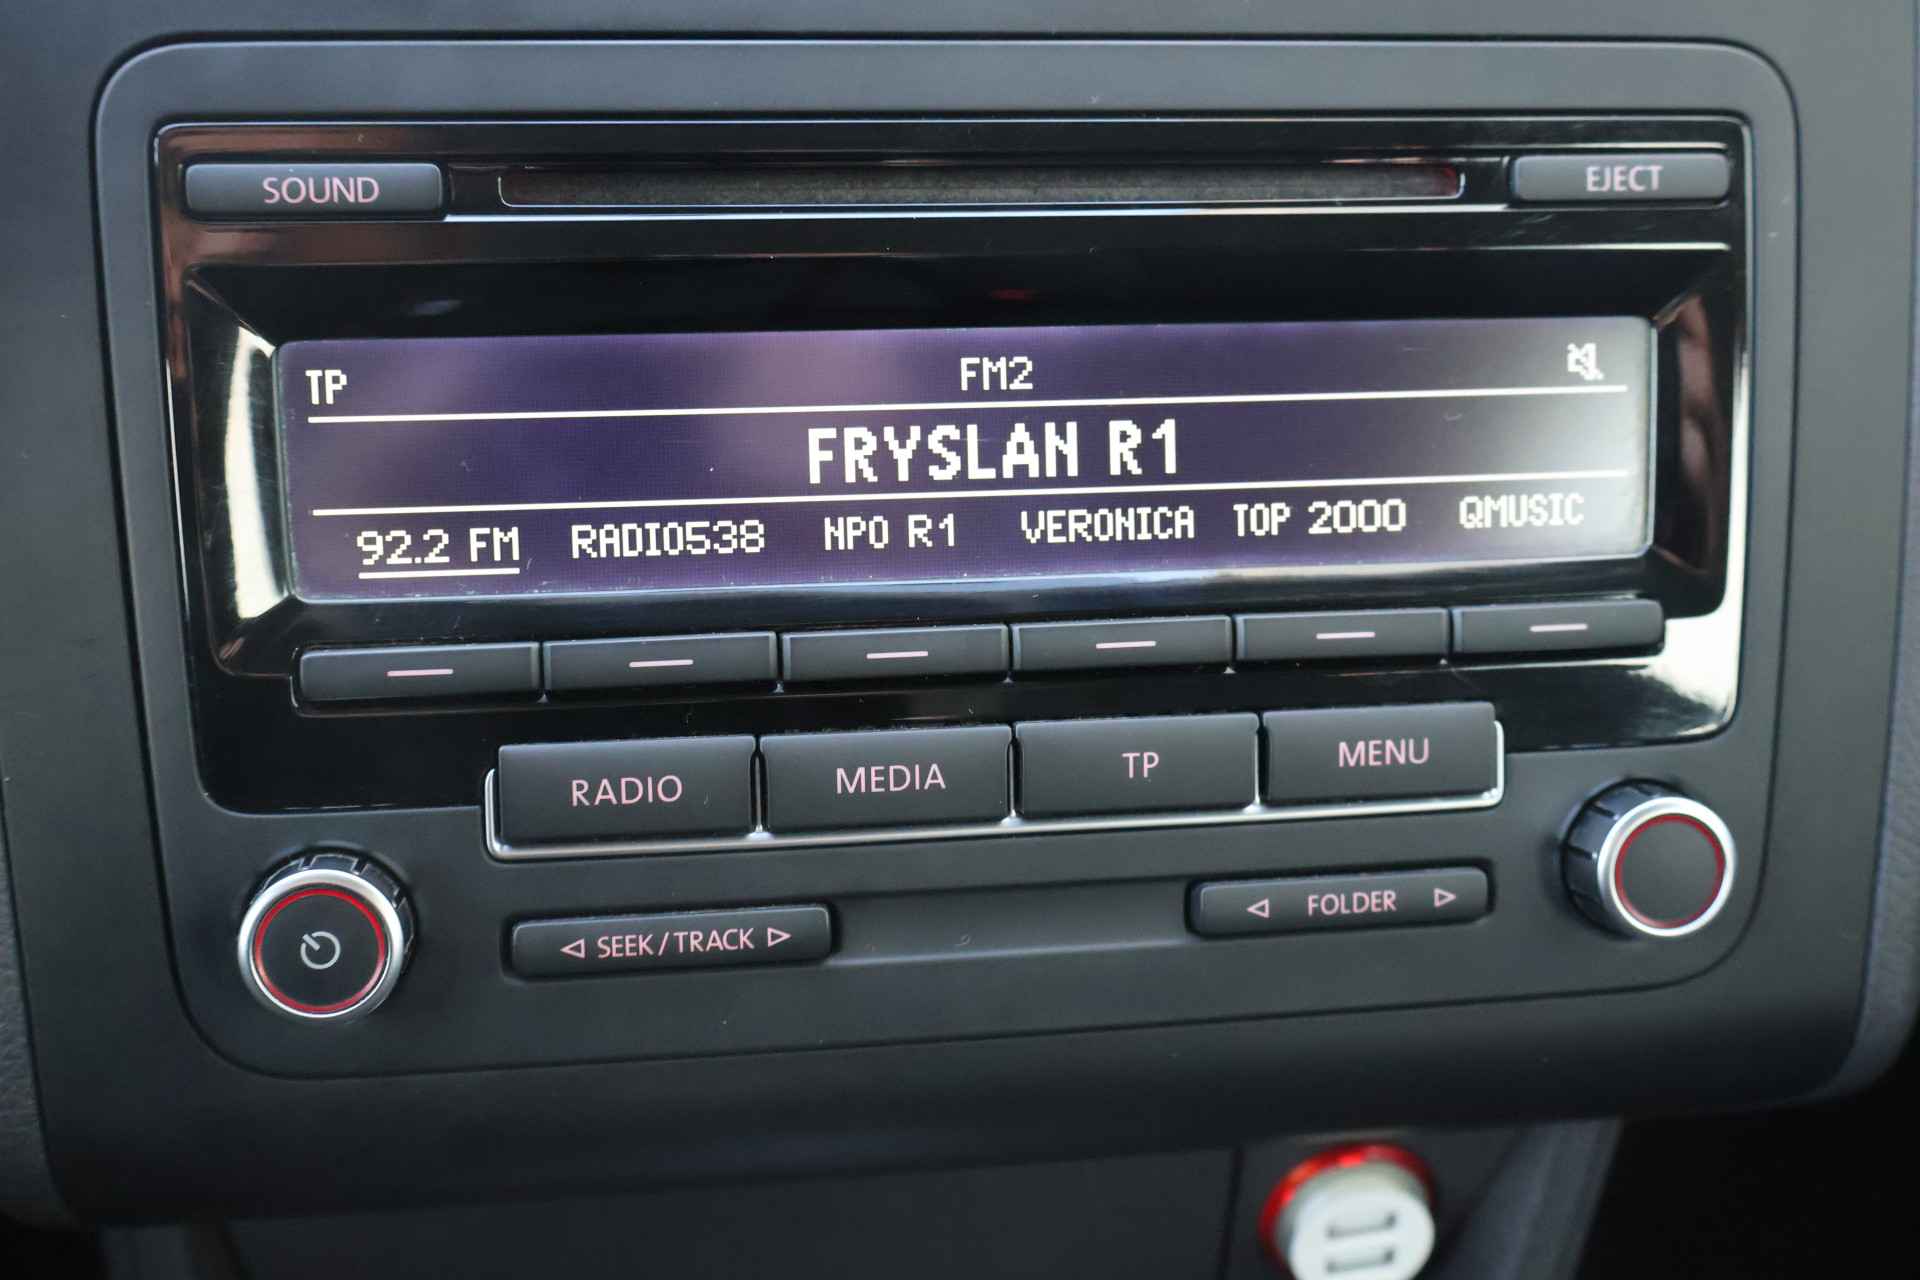 SOUND EJECT
TP FM2
FRYSLAN R1
92.2 FM RADIO538 NPO R1 VERONICA TOP 2000 QMUSIC
RADIO MEDIA TP MENU
SEEK/TRACK FOLDER